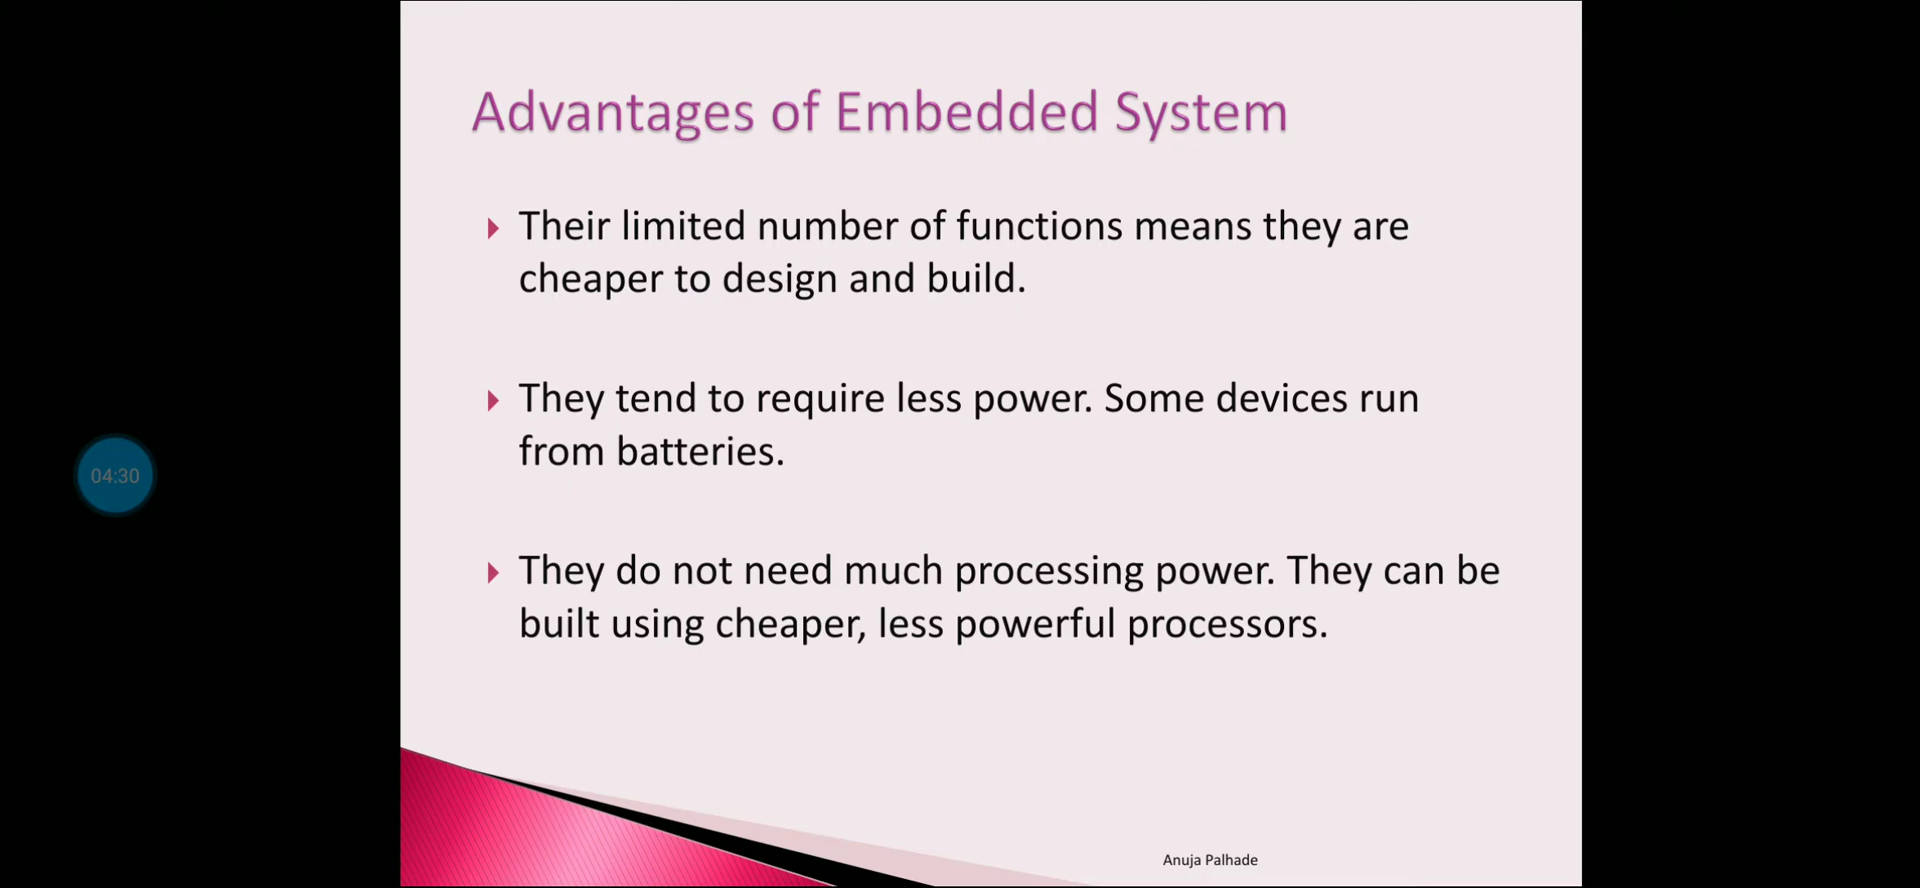 Advantages of Embedded System
Their limited number of functions means they are
cheaper to design and build.
They tend to require less power. Some devices run
from batteries.
04:30
They do not need much processing power. They can be
built using cheaper, less powerful processors.
Anuja Palhade